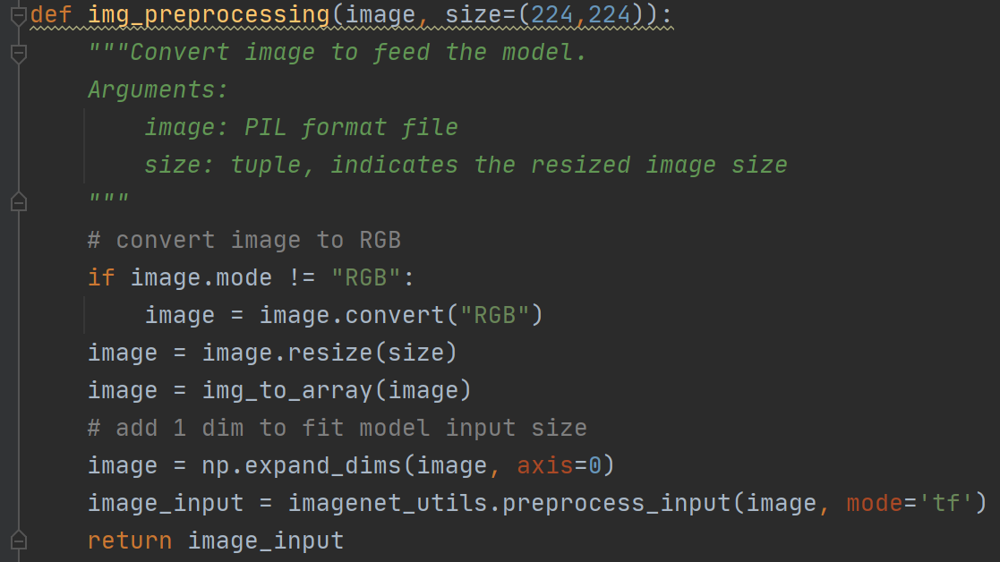 def img_preprocessing(image, size=(224,224)):
    """Convert image to feed the model.
    Arguments:
        image: PIL format file
        size: tuple, indicates the resized image size
    """
    # convert image to RGB
    if image.mode != "RGB":
        image = image.convert("RGB")
    image = image.resize(size)
    image = img_to_array(image)
    # add 1 dim to fit model input size
    image = np.expand_dims(image, axis=0)
    image_input = imagenet_utils.preprocess_input(image, mode='tf')
    return image_input